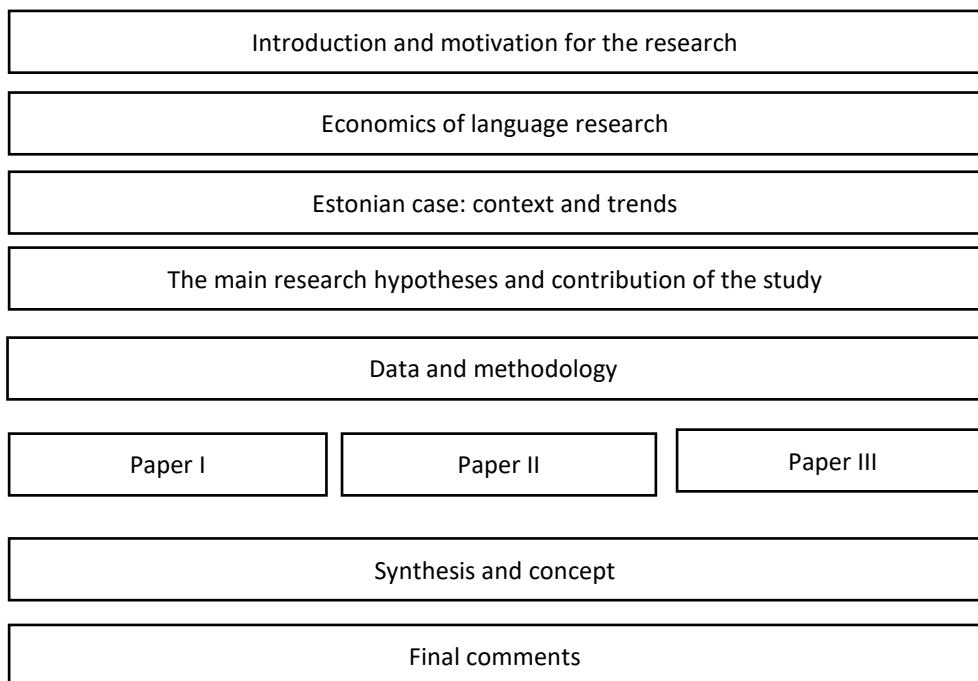 Introduction and motivation for the research
Economics of language research
Estonian case: context and trends
The main research hypotheses and contribution of the study
Data and methodology
Paper I
Paper II
Paper III
Synthesis and concept
Final comments